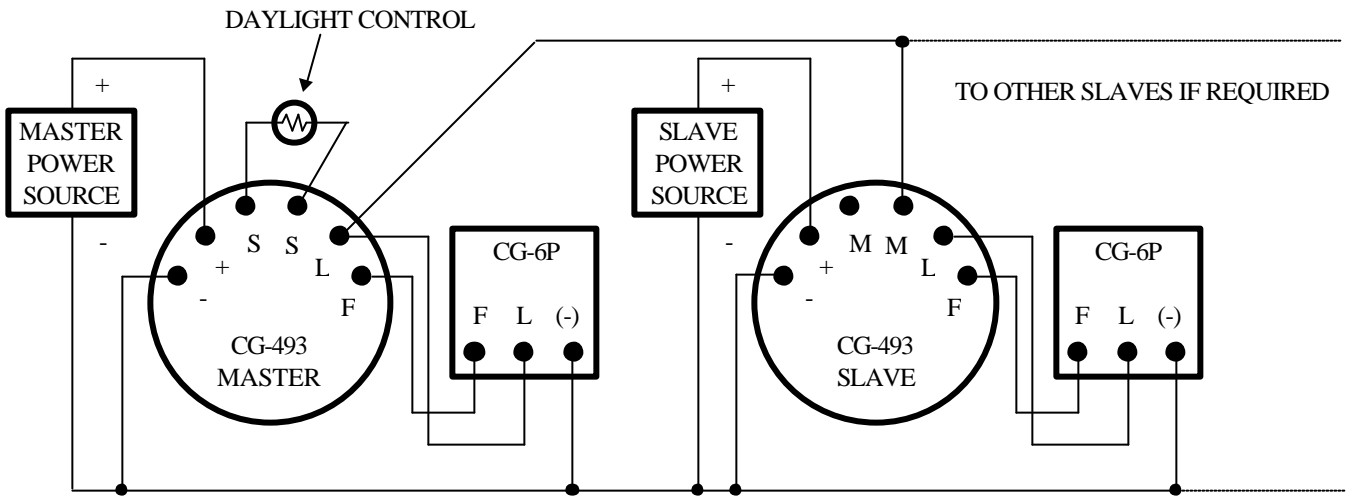 DAYLIGHT CONTROL
TO OTHER SLAVES IF REQUIRED
+
MASTER
POWER
SOURCE
-
S S
+ L
- F
CG-493
MASTER
CG-6P
F L (-)
+
SLAVE
POWER
SOURCE
-
M M
+ L
- F
CG-493
SLAVE
CG-6P
F L (-)